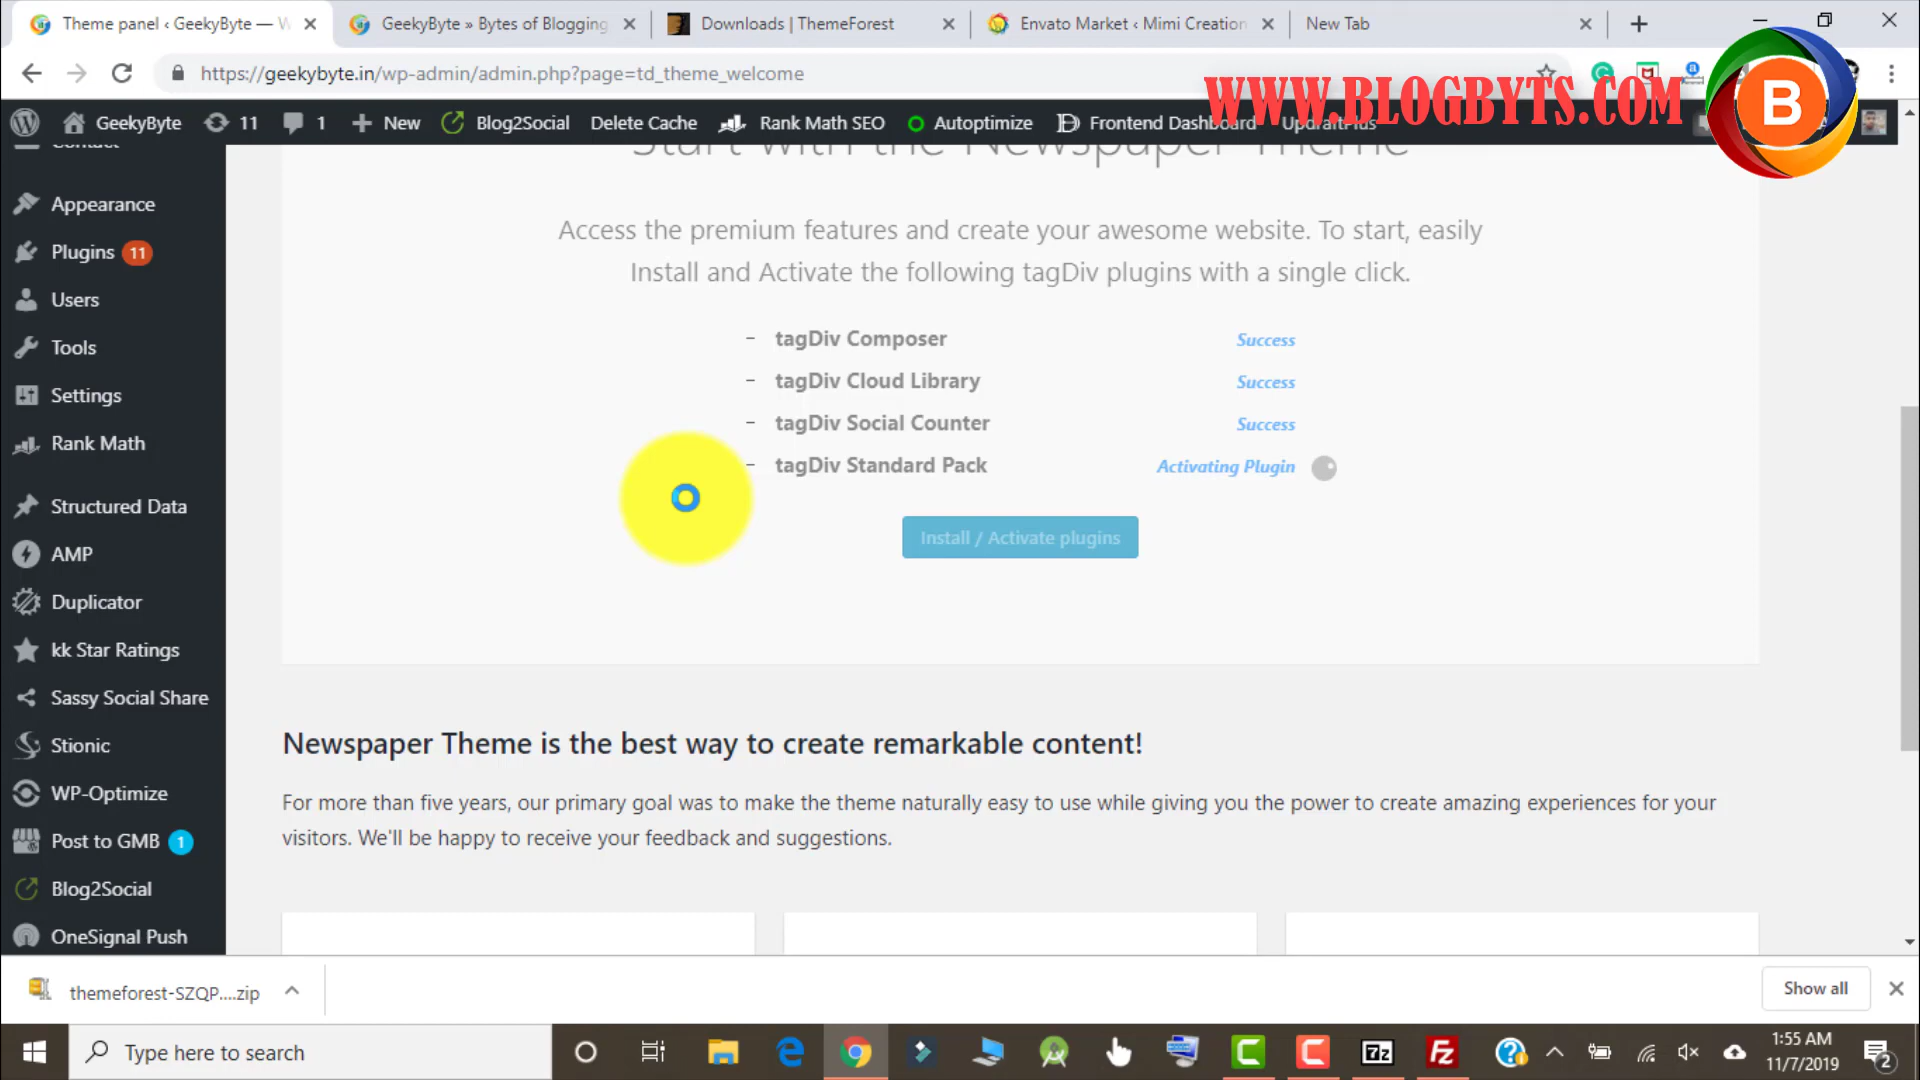 Theme panel ‹ GeekyByte — W
GeekyByte » Bytes of Blogging
Downloads | ThemeForest
Envato Market ‹ Mimi Creation
New Tab
https://geekybyte.in/wp-admin/admin.php?page=td_theme_welcome
WWW.BLOGBYTS.COM
B
GeekyByte
11
1
New
Blog2Social
Delete Cache
Rank Math SEO
Autoptimize
Frontend Dashboard
UpdraftPlus
Contact
Appearance
Plugins 11
Users
Tools
Settings
Rank Math
Structured Data
AMP
Duplicator
kk Star Ratings
Sassy Social Share
Stionic
WP-Optimize
Post to GMB 1
Blog2Social
OneSignal Push
Start with the Newspaper Theme
Access the premium features and create your awesome website. To start, easily
Install and Activate the following tagDiv plugins with a single click.
– tagDiv Composer Success
– tagDiv Cloud Library Success
– tagDiv Social Counter Success
– tagDiv Standard Pack Activating Plugin
Install / Activate plugins
Newspaper Theme is the best way to create remarkable content!
For more than five years, our primary goal was to make the theme naturally easy to use while giving you the power to create amazing experiences for your
visitors. We'll be happy to receive your feedback and suggestions.
themeforest-SZQP....zip
Show all
Type here to search
7z
Fz
1:55 AM
11/7/2019
2